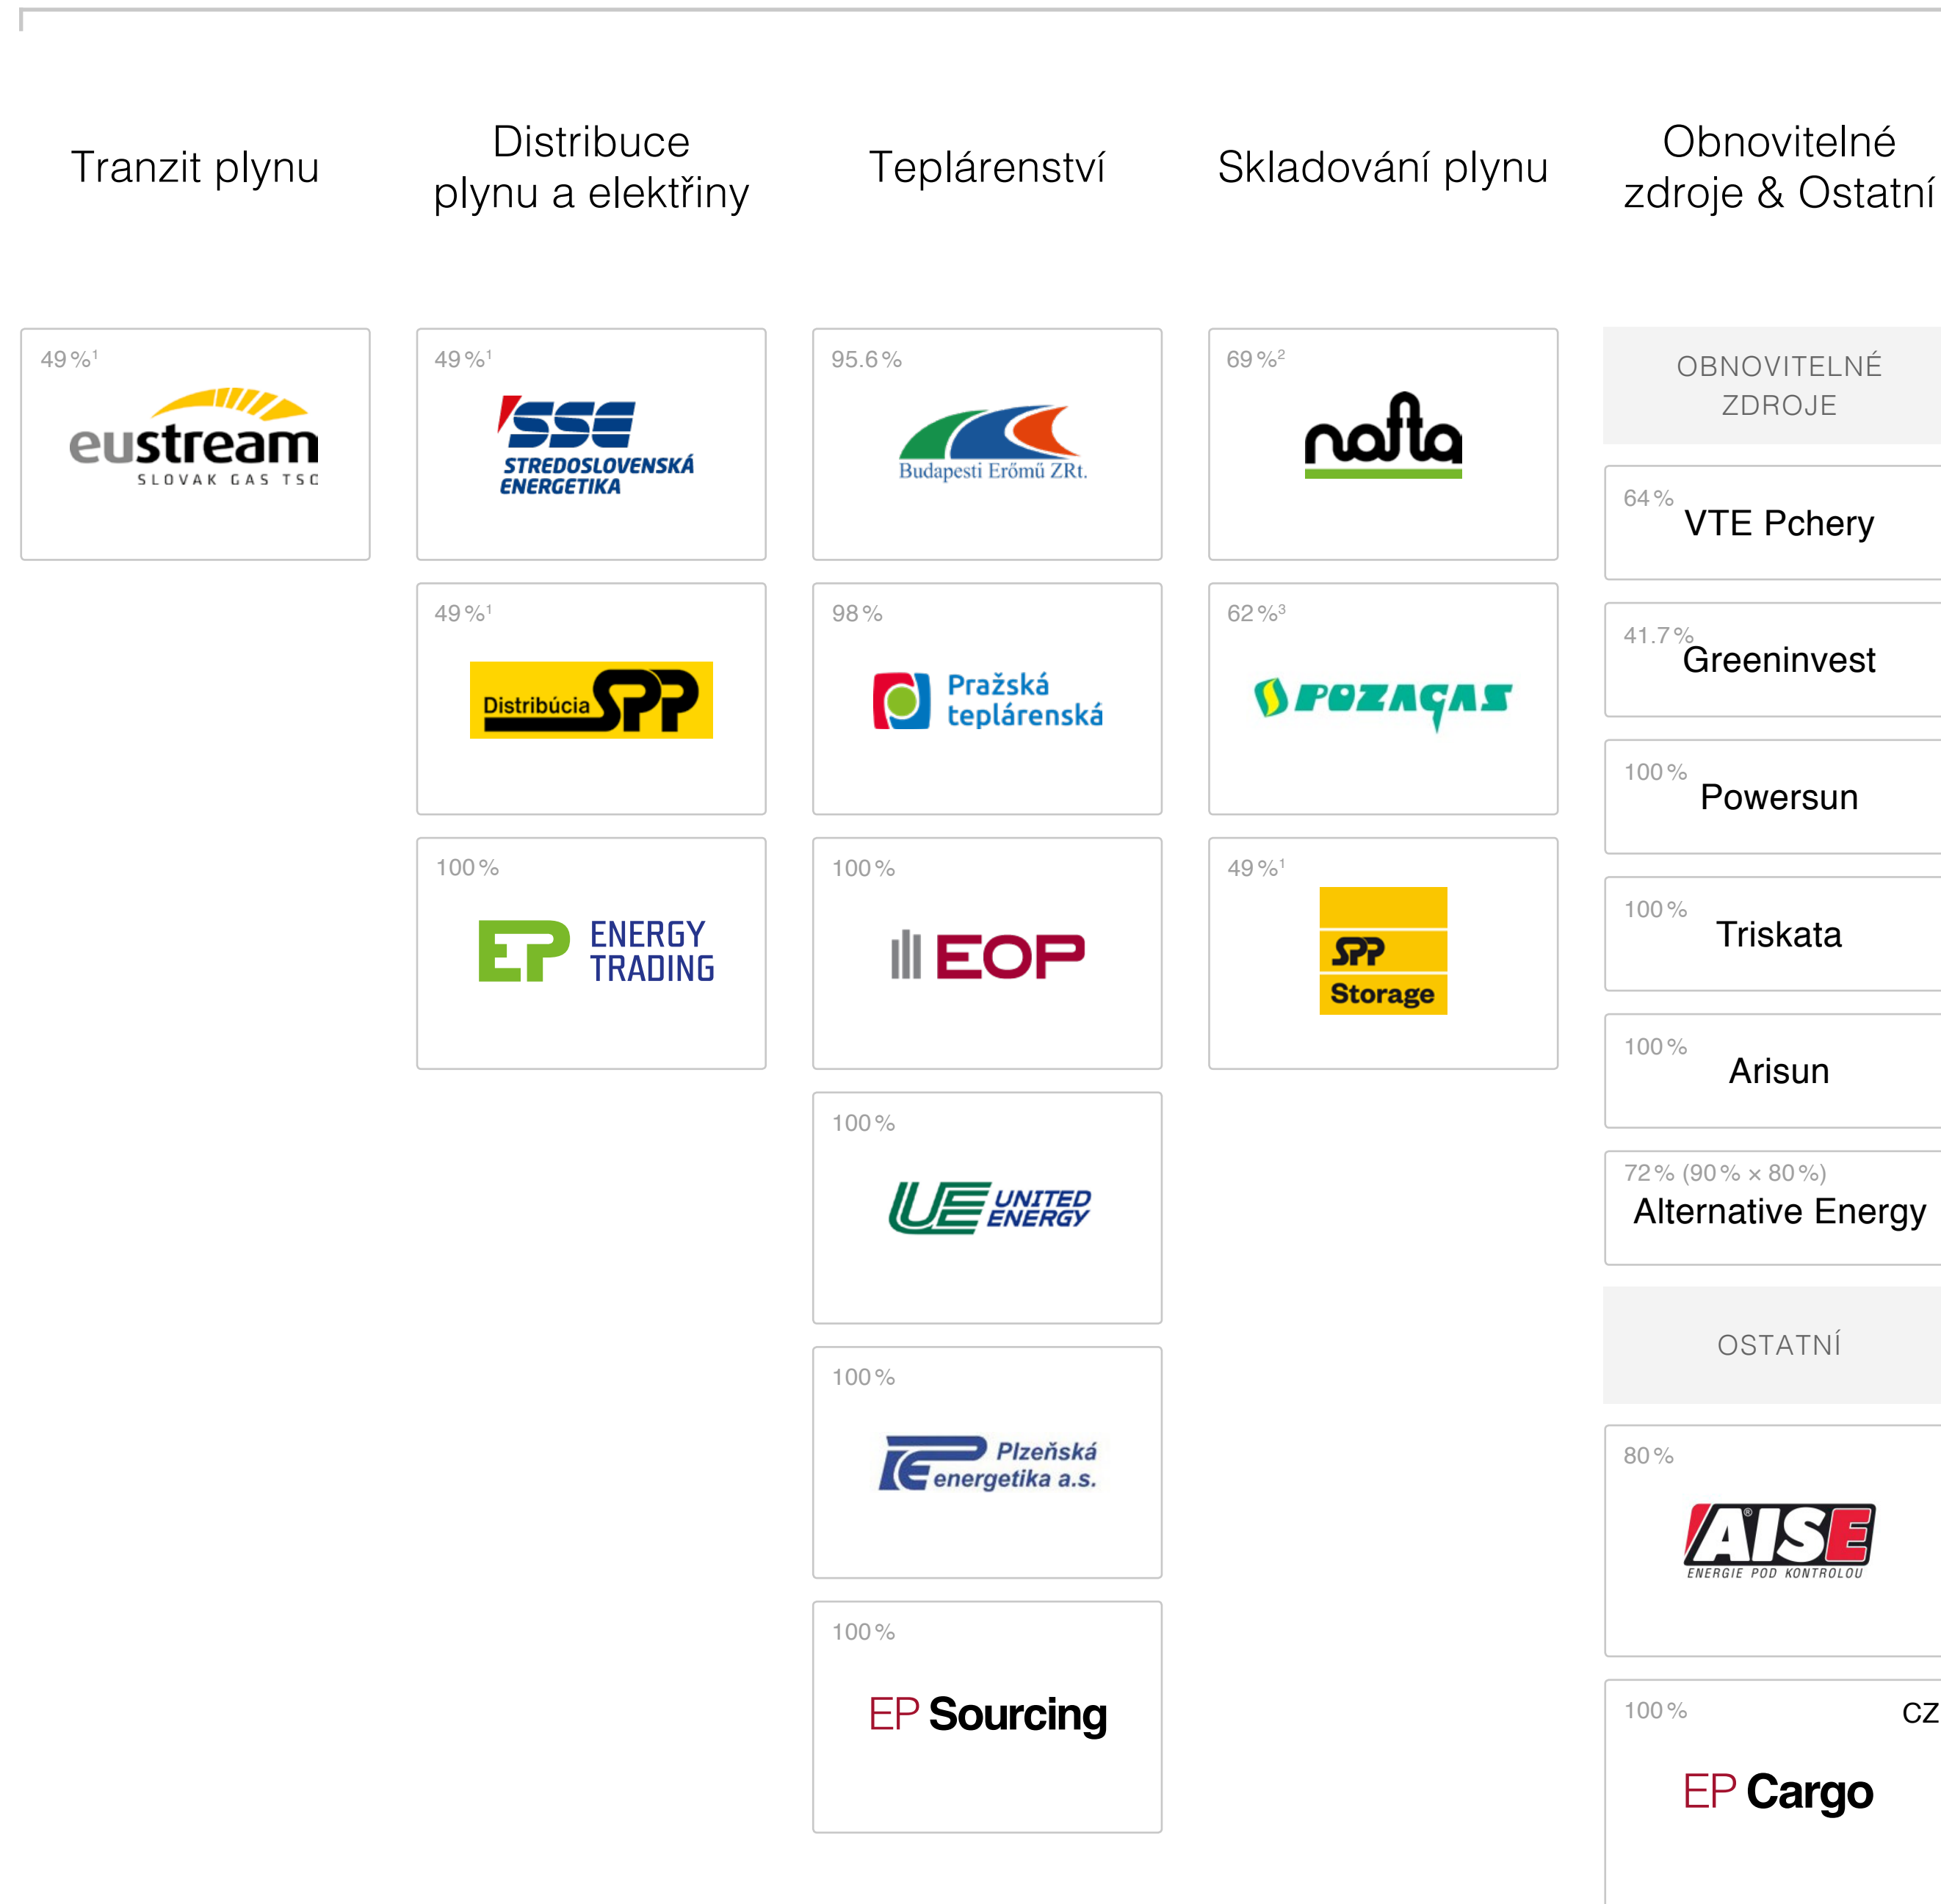 Tranzit plynu
Distribuce
plynu a elektřiny
Teplárenství
Skladování plynu
Obnovitelné
zdroje & Ostatní
49 %¹
eustream
SLOVAK GAS TSO
49 %¹
SSE
STREDOSLOVENSKÁ
ENERGETIKA
49 %¹
Distribúcia SPP
100 %
EP ENERGY
TRADING
95.6 %
Budapesti Erőmű ZRt.
98 %
Pražská
teplárenská
100 %
EOP
100 %
UE UNITED
ENERGY
100 %
PE Plzeňská
energetika a.s.
100 %
EP Sourcing
69 %²
nafta
62 %³
POZAGAS
49 %¹
SPP
Storage
OBNOVITELNÉ
ZDROJE
64 %
VTE Pchery
41.7 %
Greeninvest
100 %
Powersun
100 %
Triskata
100 %
Arisun
72 % (90 % × 80 %)
Alternative Energy
OSTATNÍ
80 %
AISE®
ENERGIE POD KONTROLOU
100 %
CZ
EP Cargo